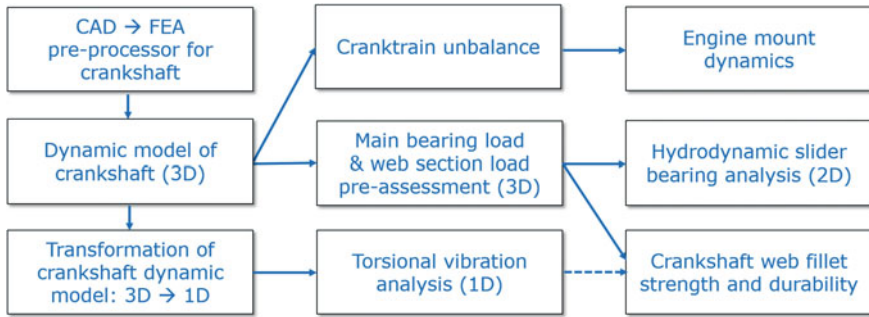 CAD → FEA
pre-processor for
crankshaft
Cranktrain unbalance
Engine mount
dynamics
Dynamic model of
crankshaft (3D)
Main bearing load
& web section load
pre-assessment (3D)
Hydrodynamic slider
bearing analysis (2D)
Transformation of
crankshaft dynamic
model: 3D → 1D
Torsional vibration
analysis (1D)
Crankshaft web fillet
strength and durability